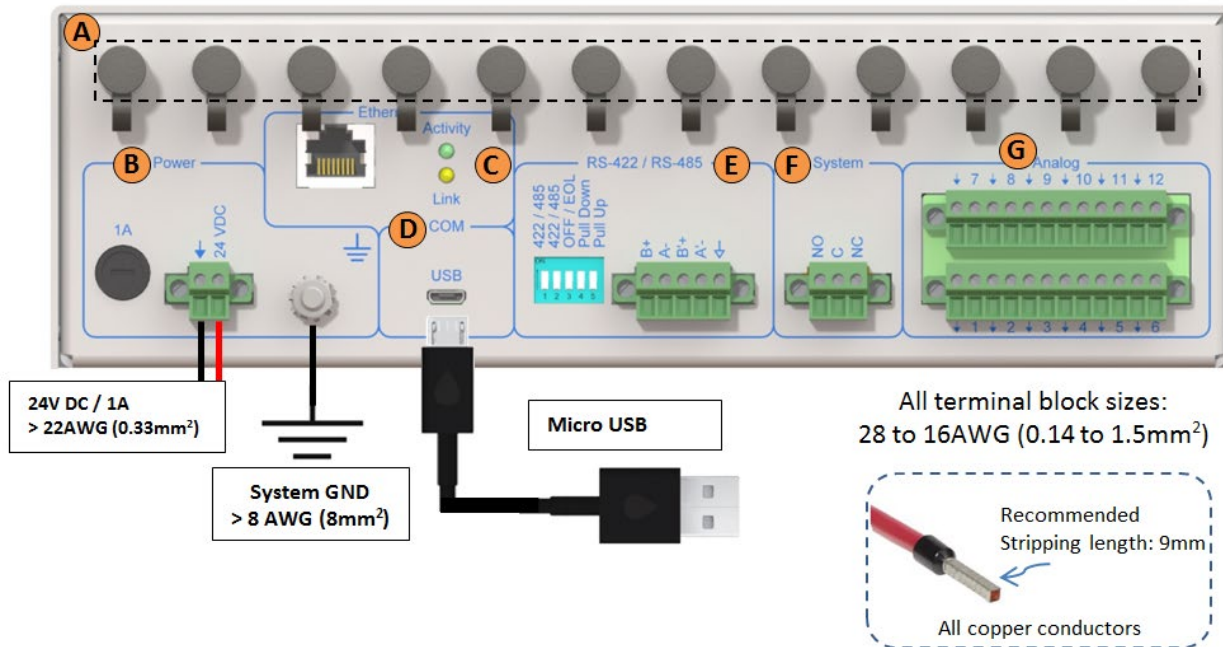 A
Ethern
Activity
B
Power
C
RS-422 / RS-485
E
F
System
G
Analog
Link
7 8 9 10 11 12
D
COM
1A
24 VDC
USB
422 / 485
422 / 485
OFF / EOL
Pull Down
Pull Up
ON
1 2 3 4 5
B+
A-
B'+
A'-
NO
C
NC
1 2 3 4 5 6
24V DC / 1A
> 22AWG (0.33mm²)
System GND
> 8 AWG (8mm²)
Micro USB
All terminal block sizes:
28 to 16AWG (0.14 to 1.5mm²)
Recommended
Stripping length: 9mm
All copper conductors